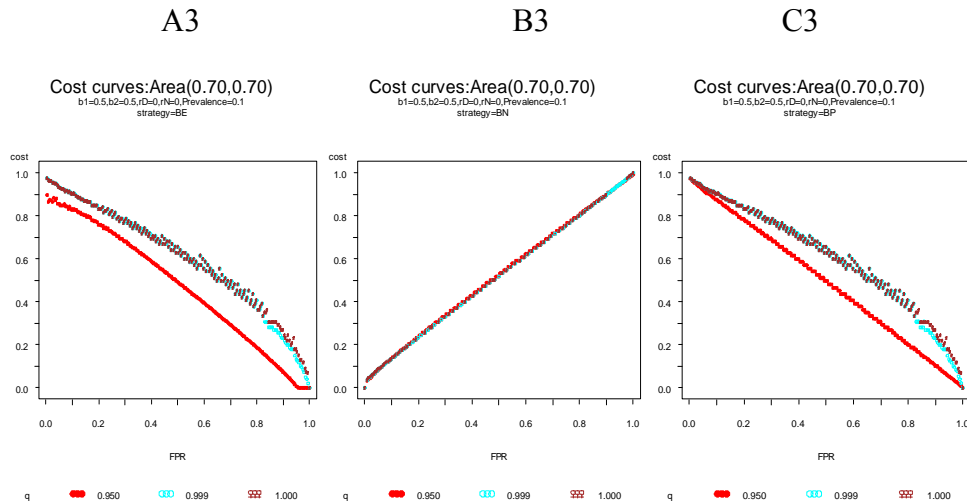 A3 B3 C3
Cost curves:Area(0.70,0.70)
b1=0.5,b2=0.5,rD=0,rN=0,Prevalence=0.1
strategy=BE
cost
1.0
0.8
0.6
0.4
0.2
0.0
0.0 0.2 0.4 0.6 0.8 1.0
FPR
q 0.950 0.999 1.000
Cost curves:Area(0.70,0.70)
b1=0.5,b2=0.5,rD=0,rN=0,Prevalence=0.1
strategy=BN
cost
1.0
0.8
0.6
0.4
0.2
0.0
0.0 0.2 0.4 0.6 0.8 1.0
FPR
q 0.950 0.999 1.000
Cost curves:Area(0.70,0.70)
b1=0.5,b2=0.5,rD=0,rN=0,Prevalence=0.1
strategy=BP
cost
1.0
0.8
0.6
0.4
0.2
0.0
0.0 0.2 0.4 0.6 0.8 1.0
FPR
q 0.950 0.999 1.000